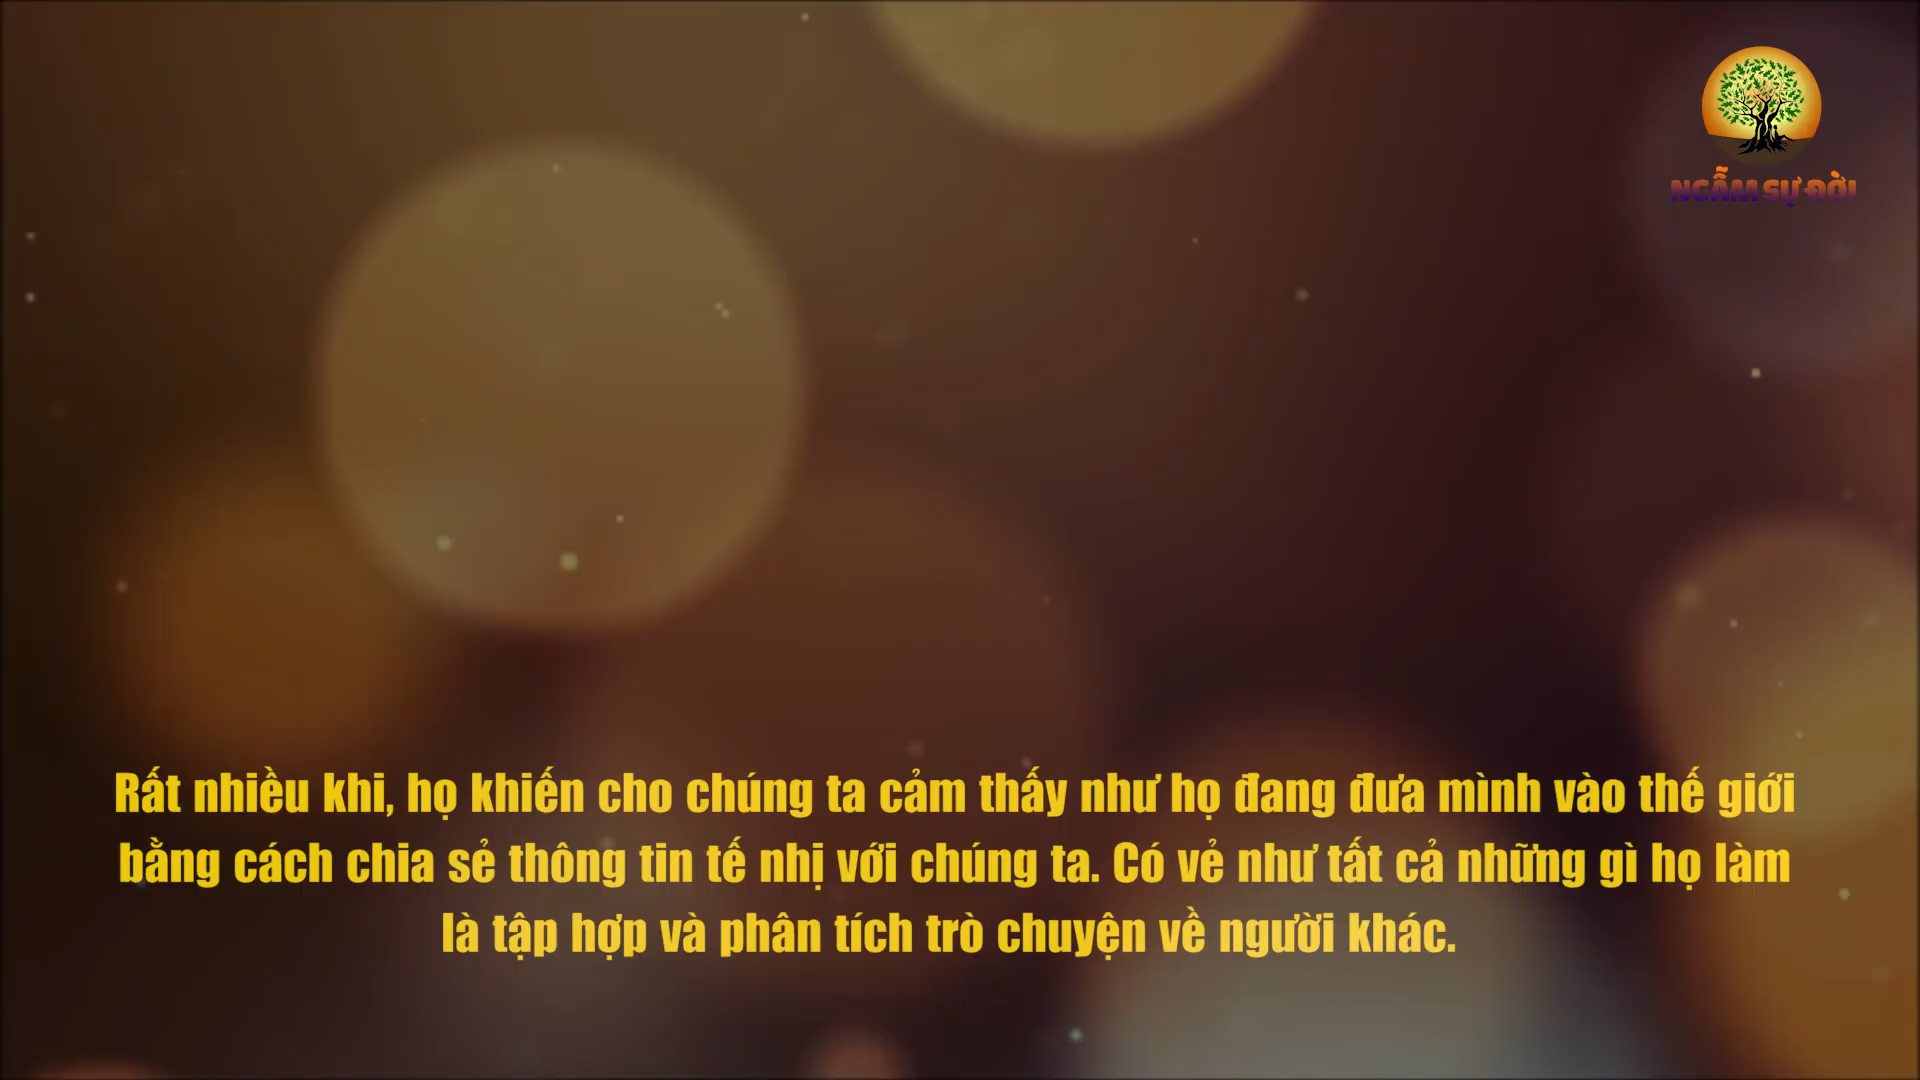 NGẪM SỰ ĐỜI
Rất nhiều khi, họ khiến cho chúng ta cảm thấy như họ đang đưa mình vào thế giới
bằng cách chia sẻ thông tin tế nhị với chúng ta. Có vẻ như tất cả những gì họ làm
là tập hợp và phân tích trò chuyện về người khác.